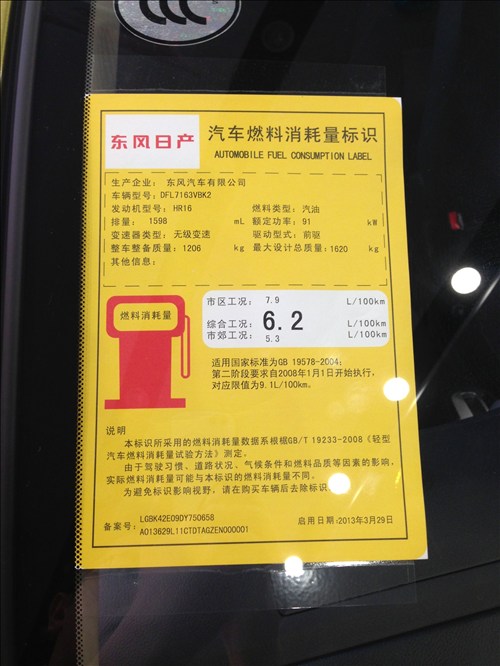 CCC
东风日产
汽车燃料消耗量标识
AUTOMOBILE FUEL CONSUMPTION LABEL
生产企业： 东风汽车有限公司
车辆型号：DFL7163VBK2
发动机型号：HR16 燃料类型：汽油
排量： 1598 mL 额定功率：91 kW
变速器类型：无级变速 驱动型式：前驱
整车整备质量：1206 kg 最大设计总质量：1620 kg
其他信息：
燃料消耗量
市区工况： 7.9 L/100km
综合工况： 6.2 L/100km
市郊工况： 5.3 L/100km
适用国家标准为GB 19578-2004；
第二阶段要求自2008年1月1日开始执行，
对应限值为9.1L/100km。
说明
本标识所采用的燃料消耗量数据系根椐GB/T 19233-2008《轻型
汽车燃料消耗量试验方法》测定。
由于驾驶习惯、道路状况、气候条件和燃料品质等因素的影响，
实际燃料消耗量可能与本标识的燃料消耗量不同。
为避免标识影响视野，请在购买车辆后去除标识。
备案号： LGBK42E09DY750658
A013629L11CTDTAGZEN000001
启用日期：2013年3月29日